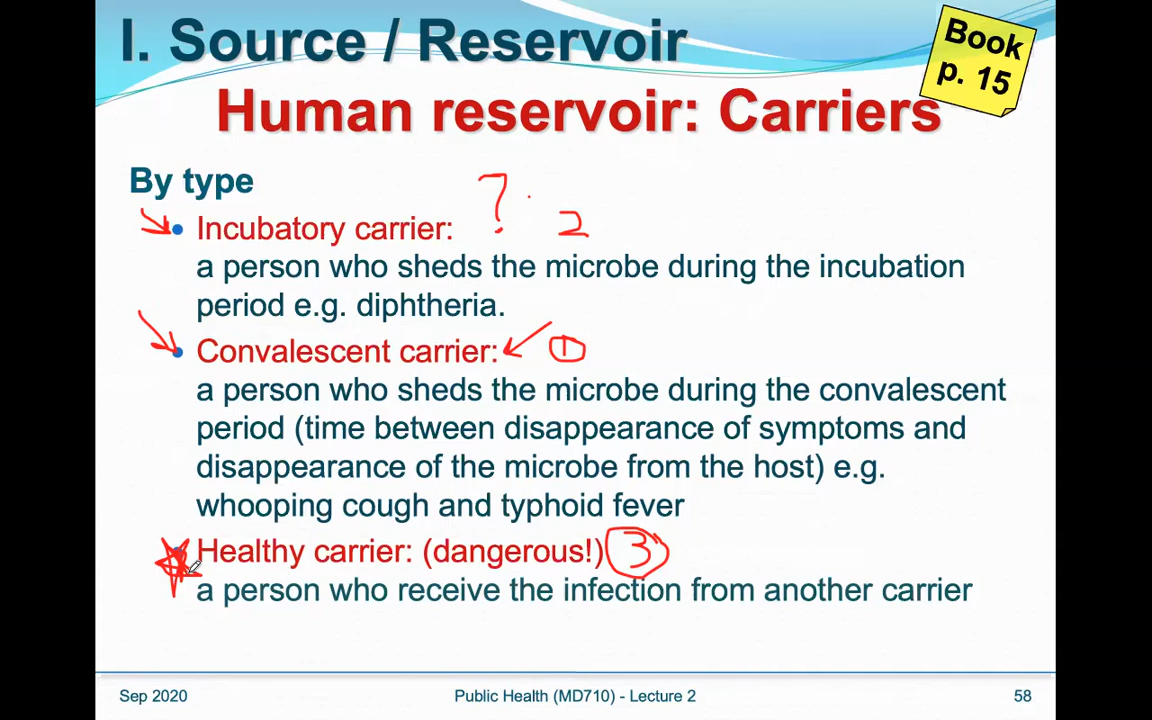 I. Source / Reservoir
Book
p. 15
Human reservoir: Carriers
By type
?
Incubatory carrier: 2
a person who sheds the microbe during the incubation
period e.g. diphtheria.
Convalescent carrier: 1
a person who sheds the microbe during the convalescent
period (time between disappearance of symptoms and
disappearance of the microbe from the host) e.g.
whooping cough and typhoid fever
Healthy carrier: (dangerous!) 3
a person who receive the infection from another carrier
Sep 2020
Public Health (MD710) - Lecture 2
58